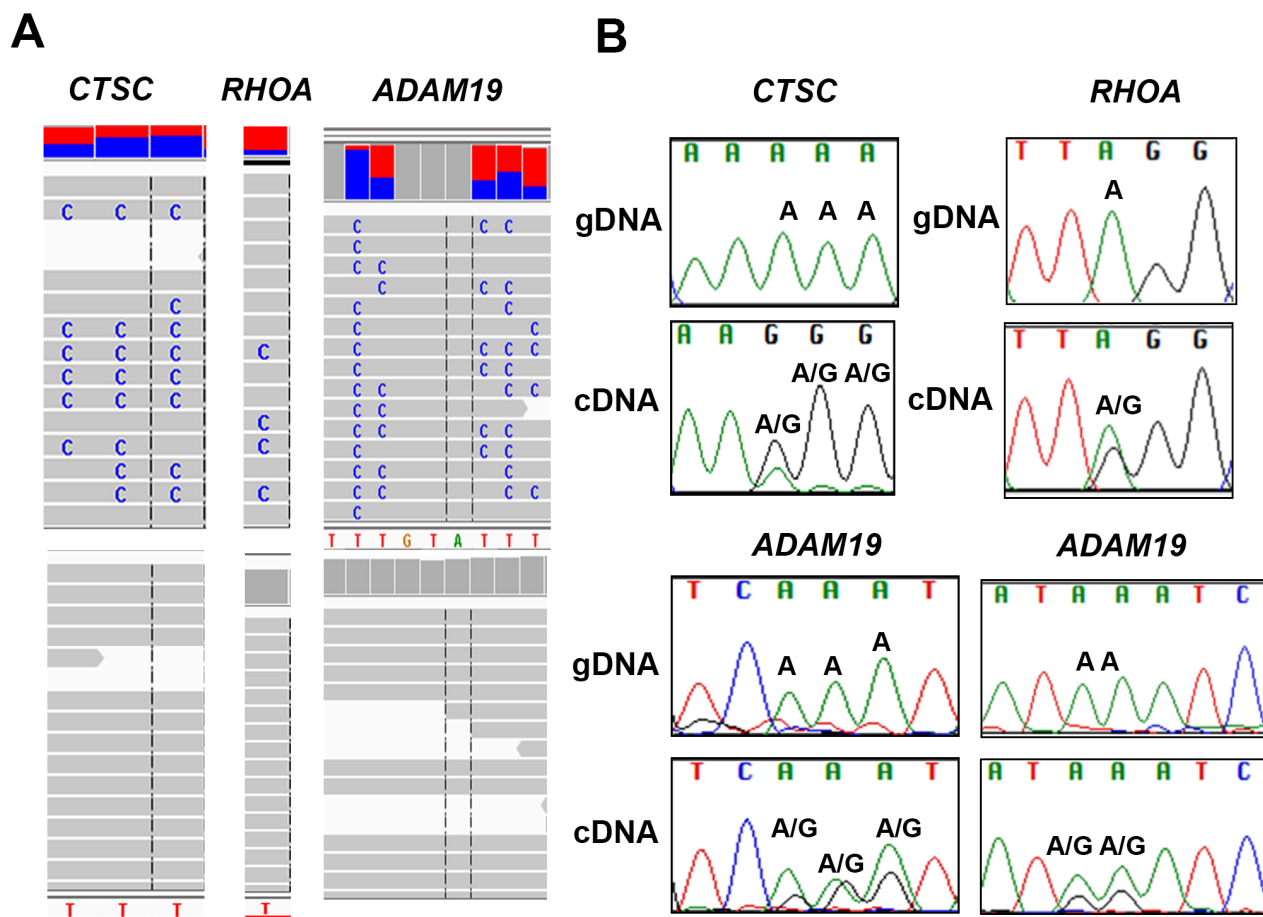 A
CTSC
C C C
C
C C C
C C C
C C C
C C C
C C
C C
C C
T T T
RHOA
C
C
C
C
T
ADAM19
C C C
C
C C
C C C
C C
C C
C C C C
C
C C C C
C C
C C C C
C C C
C C C
C C C C
C
T T T G T A T T T
B
CTSC
gDNA
A A A A A
A A A
cDNA
A A G G G
A/G A/G
A/G
RHOA
gDNA
T T A G G
A
cDNA
T T A G G
A/G
ADAM19
gDNA
T C A A A T
A A A
cDNA
T C A A A T
A/G A/G
A/G
ADAM19
A T A A A T C
A A
A T A A A T C
A/G A/G